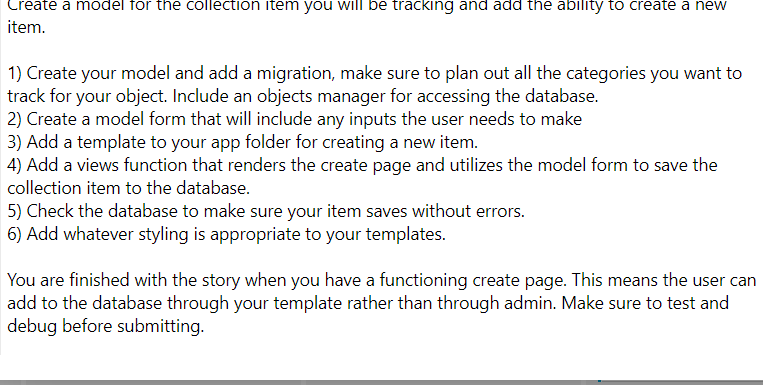 Create a model for the collection item you will be tracking and add the ability to create a new
item.
1) Create your model and add a migration, make sure to plan out all the categories you want to
track for your object. Include an objects manager for accessing the database.
2) Create a model form that will include any inputs the user needs to make
3) Add a template to your app folder for creating a new item.
4) Add a views function that renders the create page and utilizes the model form to save the
collection item to the database.
5) Check the database to make sure your item saves without errors.
6) Add whatever styling is appropriate to your templates.
You are finished with the story when you have a functioning create page. This means the user can
add to the database through your template rather than through admin. Make sure to test and
debug before submitting.